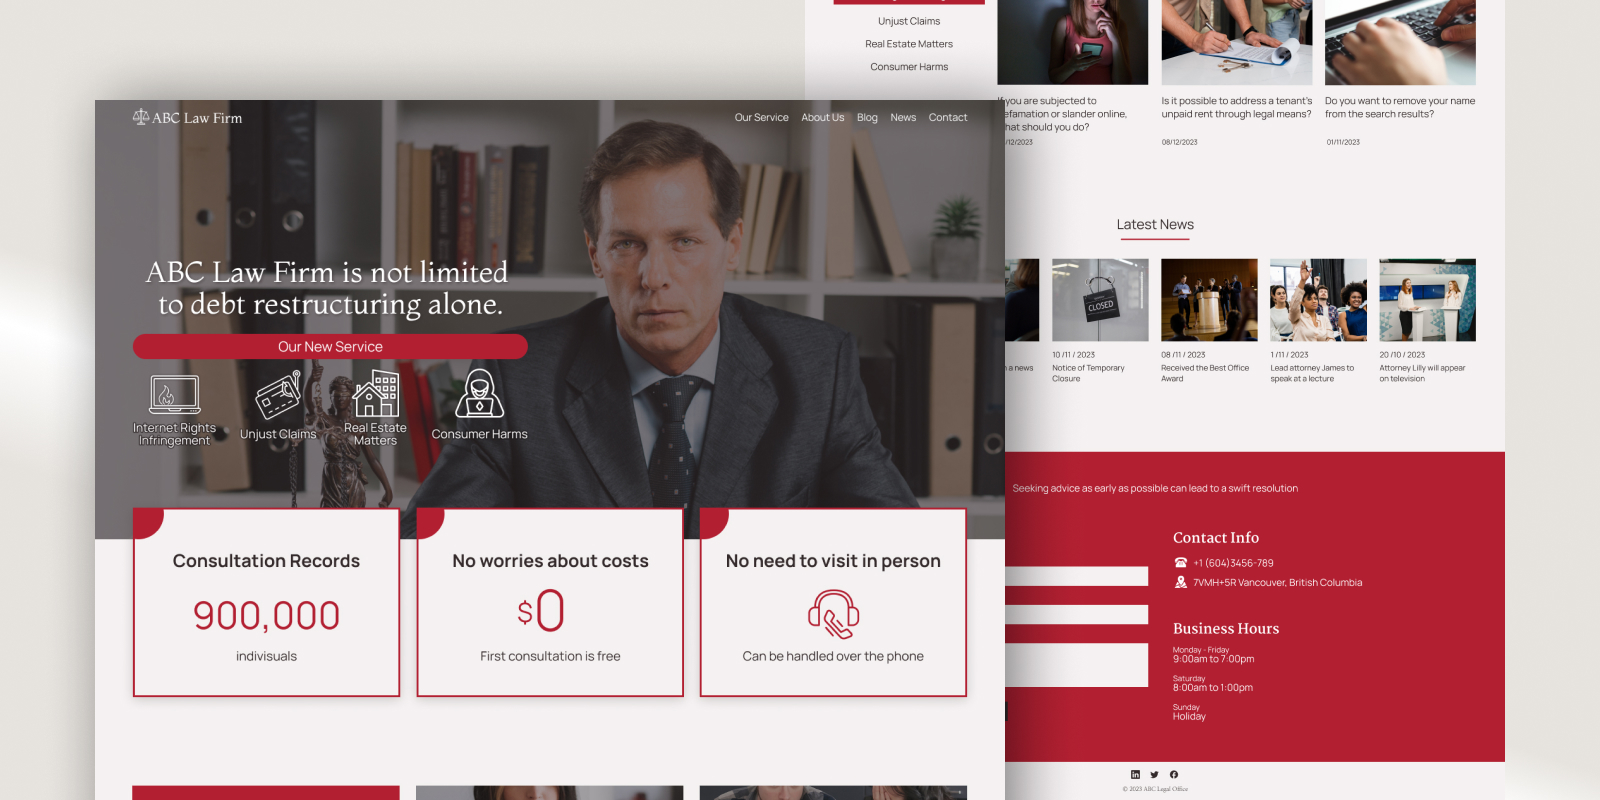 ABC Law Firm
Our Service About Us Blog News Contact
ABC Law Firm is not limited
to debt restructuring alone.
Our New Service
Internet Rights
Infringement
Unjust Claims
Real Estate
Matters
Consumer Harms
Consultation Records
900,000
indivisuals
No worries about costs
$0
First consultation is free
No need to visit in person
Can be handled over the phone
Unjust Claims
Real Estate Matters
Consumer Harms
you are subjected to
efamation or slander online,
hat should you do?
/12/2023
Is it possible to address a tenant's
unpaid rent through legal means?
08/12/2023
Do you want to remove your name
from the search results?
01/11/2023
Latest News
CLOSED
a news
10 /11 / 2023
Notice of Temporary
Closure
08 /11 / 2023
Received the Best Office
Award
1 /11 / 2023
Lead attorney James to
speak at a lecture
20 /10 / 2023
Attorney Lilly will appear
on television
Seeking advice as early as possible can lead to a swift resolution
Contact Info
+1 (604)3456-789
7VMH+5R Vancouver, British Columbia
Business Hours
Monday - Friday
9:00am to 7:00pm
Saturday
8:00am to 1:00pm
Sunday
Holiday
© 2023 ABC Legal Office